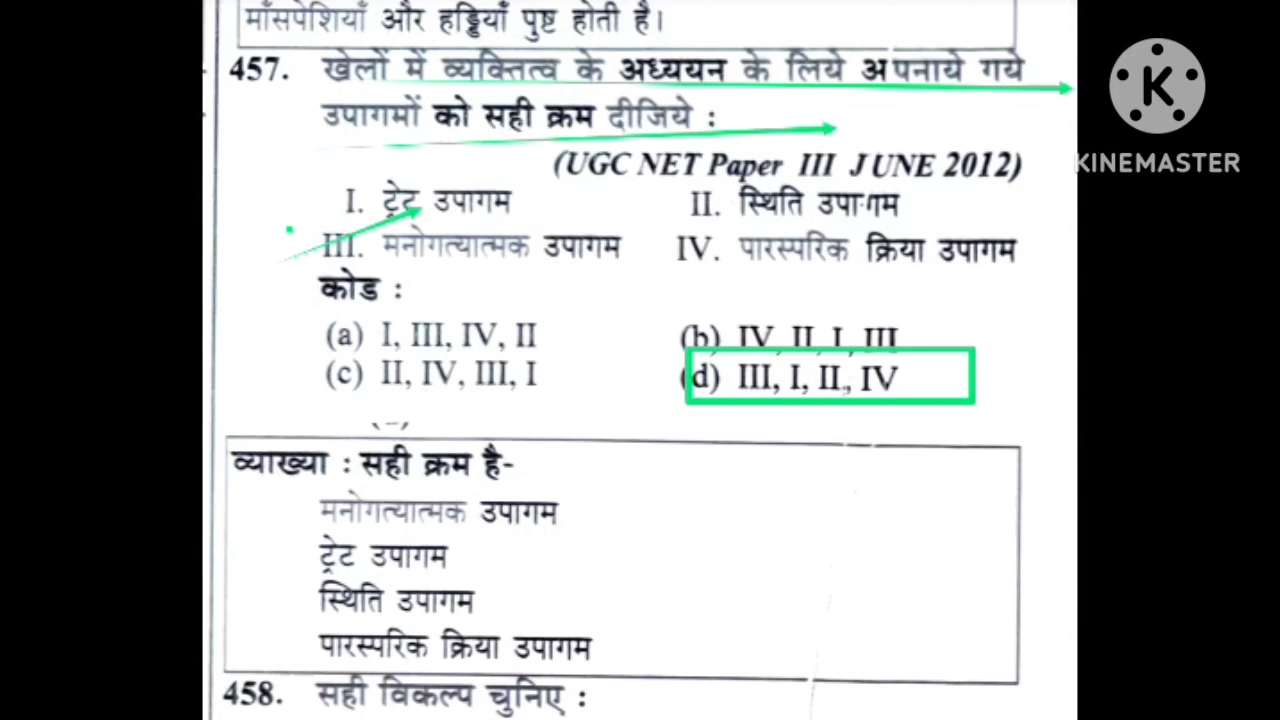 माँसपेशियाँ और हड्डियाँ पुष्ट होती है।
457. खेलों में व्यक्तित्व के अध्ययन के लिये अपनाये गये
उपागमों को सही क्रम दीजिये :
(UGC NET Paper III JUNE 2012)
I. ट्रेट उपागम II. स्थिति उपागम
III. मनोगत्यात्मक उपागम IV. पारस्परिक क्रिया उपागम
कोड :
(a) I, III, IV, II (b) IV, II, I, III
(c) II, IV, III, I (d) III, I, II, IV
व्याख्या : सही क्रम है-
मनोगत्यात्मक उपागम
ट्रेट उपागम
स्थिति उपागम
पारस्परिक क्रिया उपागम
458. सही विकल्प चुनिए :
K
KINEMASTER